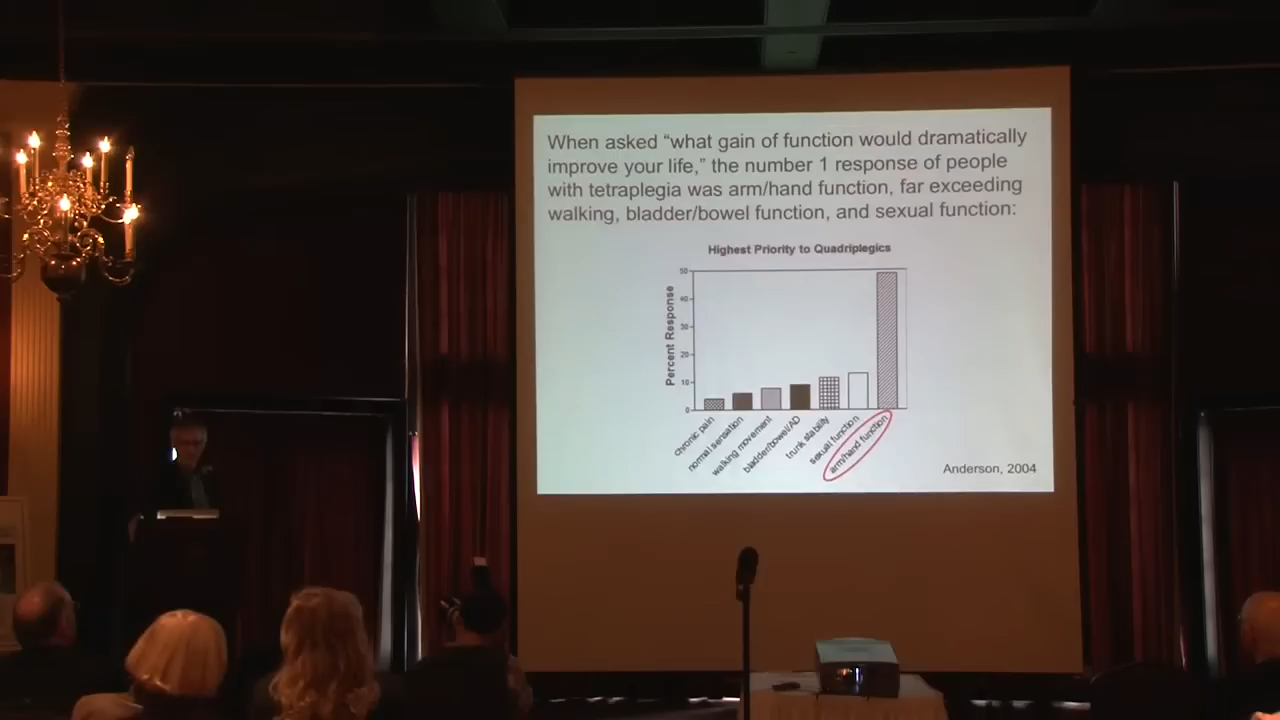 When asked “what gain of function would dramatically
improve your life,” the number 1 response of people
with tetraplegia was arm/hand function, far exceeding
walking, bladder/bowel function, and sexual function:
Highest Priority to Quadriplegics
Percent Response
50
40
30
20
10
0
chronic pain
normal sensation
walking movement
bladder/bowel/AD
trunk stability
sexual function
arm/hand function
Anderson, 2004